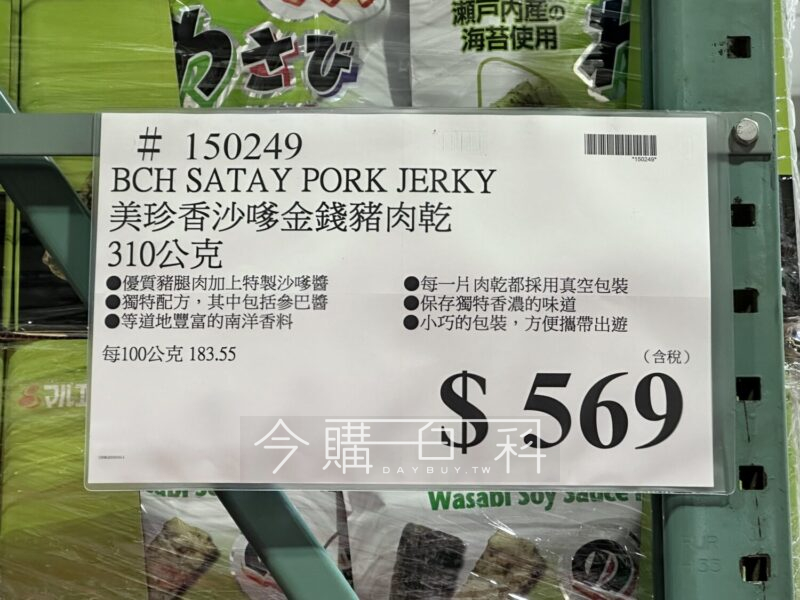 わさび
瀬戸内産の
海苔使用
# 150249
*150249*
BCH SATAY PORK JERKY
美珍香沙嗲金錢豬肉乾
310公克
●優質豬腿肉加上特製沙嗲醬
●獨特配方，其中包括參巴醬
●等道地豐富的南洋香料
●每一片肉乾都採用真空包裝
●保存獨特香濃的味道
●小巧的包裝，方便攜帶出遊
每100公克 183.55
（含稅）
$ 569
今購百科
DAYBUY.TW
マルエ
Wasabi Soy Sauce